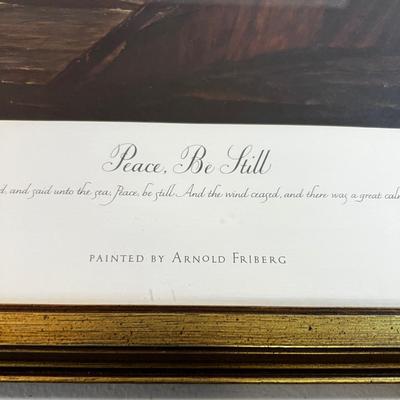 Peace, Be Still
and said unto the sea, Peace, be still. And the wind ceased, and there was a great calm
PAINTED BY ARNOLD FRIBERG